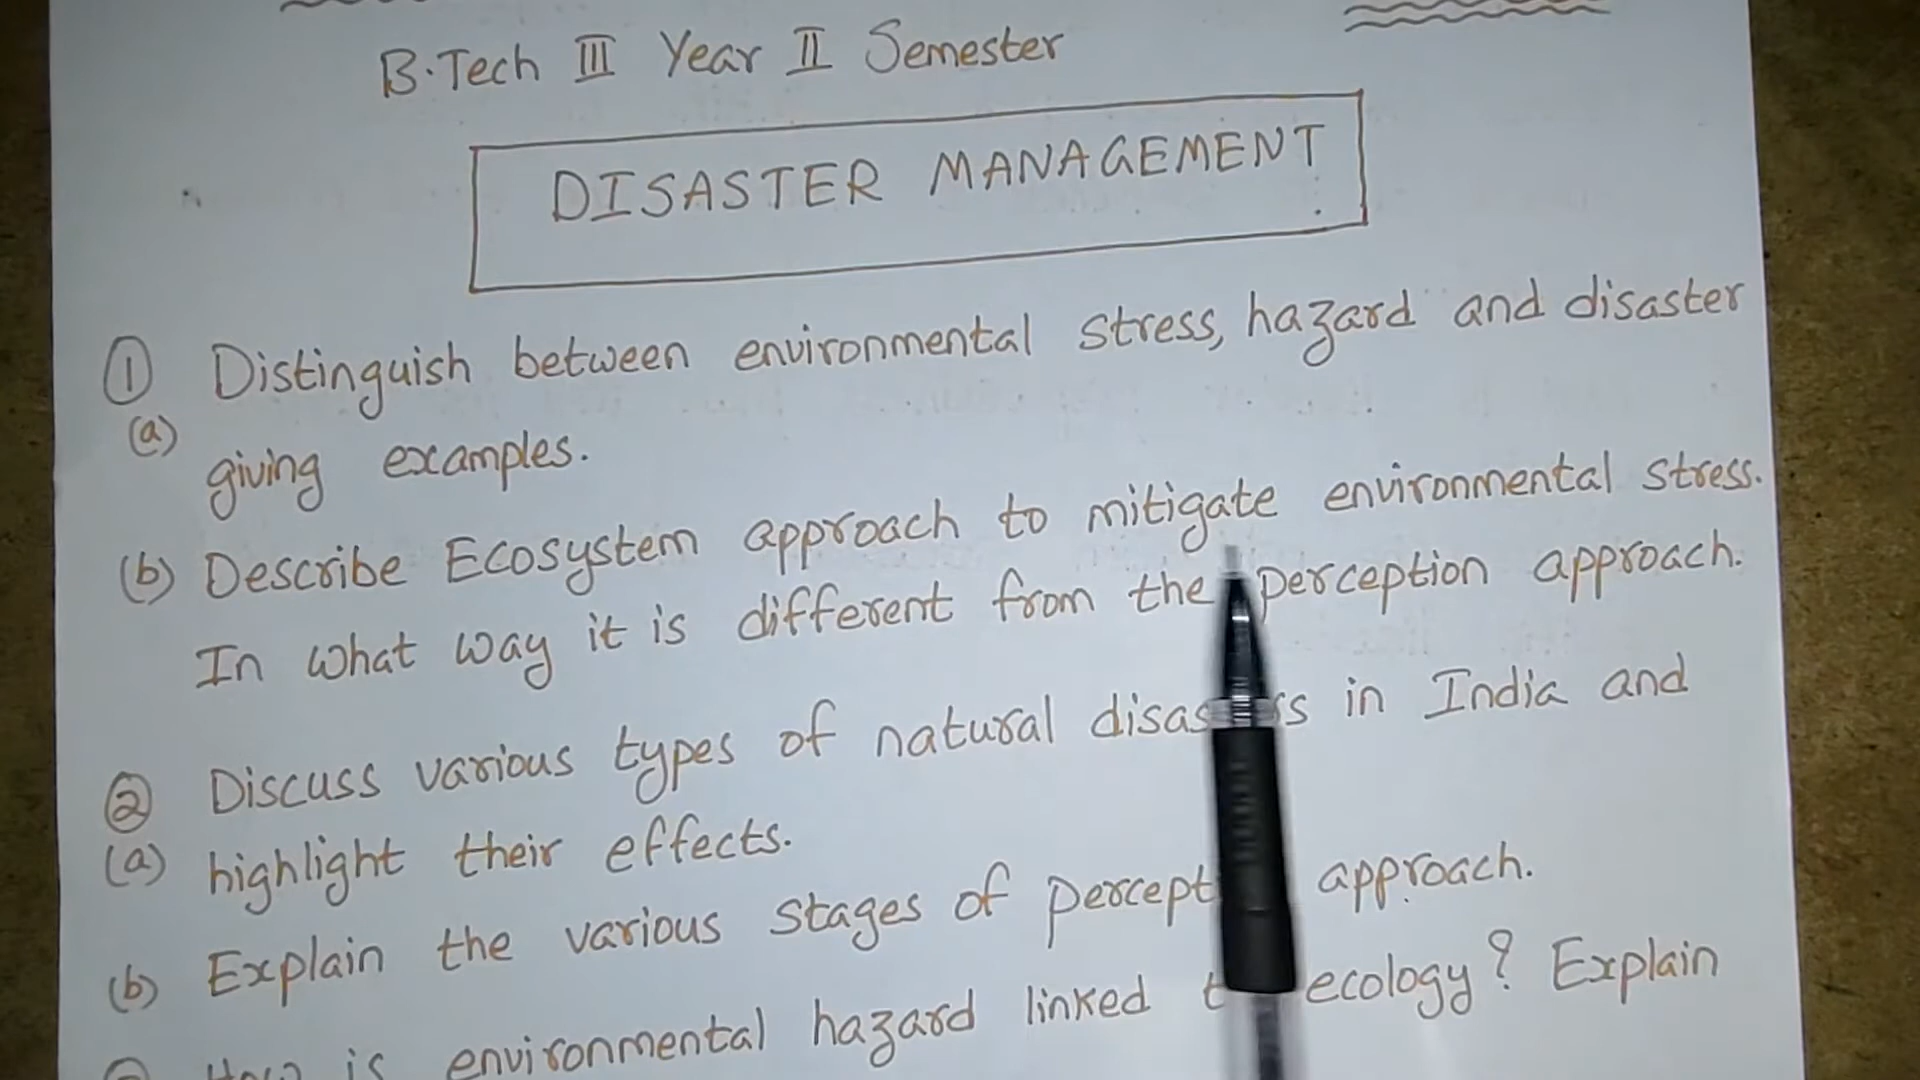 B.Tech III Year II Semester
DISASTER MANAGEMENT
① Distinguish between environmental stress, hazard and disaster
(a) giving examples.
(b) Describe Ecosystem approach to mitigate environmental stress.
In what way it is different from the perception approach.
② Discuss various types of natural in India and
(a) highlight their effects.
(b) Explain the various stages of approach.
How is environmental hazard linked ecology? Explain